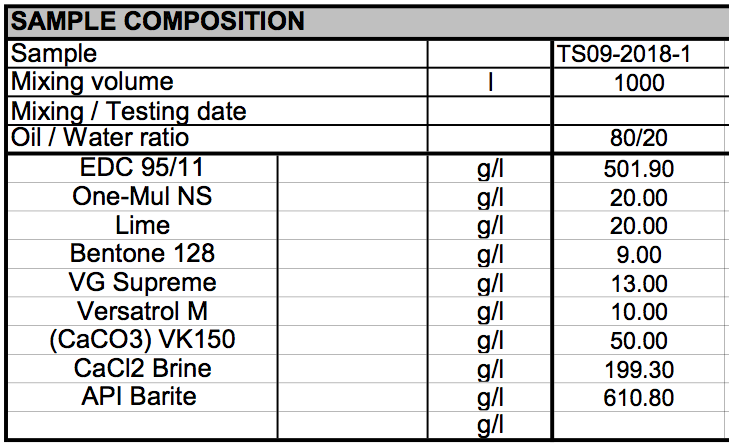 SAMPLE COMPOSITION
Sample TS09-2018-1
Mixing volume l 1000
Mixing / Testing date
Oil / Water ratio 80/20
EDC 95/11 g/l 501.90
One-Mul NS g/l 20.00
Lime g/l 20.00
Bentone 128 g/l 9.00
VG Supreme g/l 13.00
Versatrol M g/l 10.00
(CaCO3) VK150 g/l 50.00
CaCl2 Brine g/l 199.30
API Barite g/l 610.80
g/l